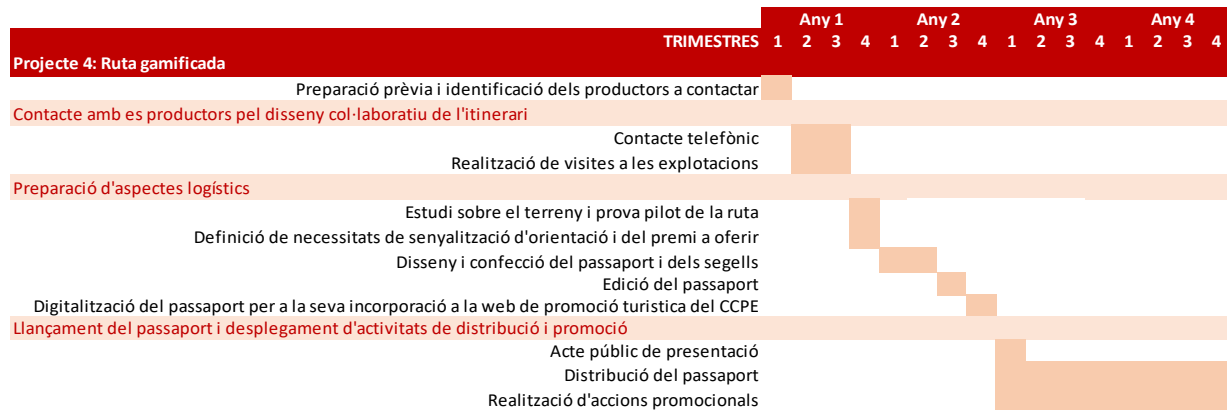 Any 1 Any 2 Any 3 Any 4
TRIMESTRES 1 2 3 4 1 2 3 4 1 2 3 4 1 2 3 4
Projecte 4: Ruta gamificada
Preparació prèvia i identificació dels productors a contactar
Contacte amb es productors pel disseny col·laboratiu de l'itinerari
Contacte telefònic
Realització de visites a les explotacions
Preparació d'aspectes logístics
Estudi sobre el terreny i prova pilot de la ruta
Definició de necessitats de senyalització d'orientació i del premi a oferir
Disseny i confecció del passaport i dels segells
Edició del passaport
Digitalització del passaport per a la seva incorporació a la web de promoció turistica del CCPE
Llançament del passaport i desplegament d'activitats de distribució i promoció
Acte públic de presentació
Distribució del passaport
Realització d'accions promocionals